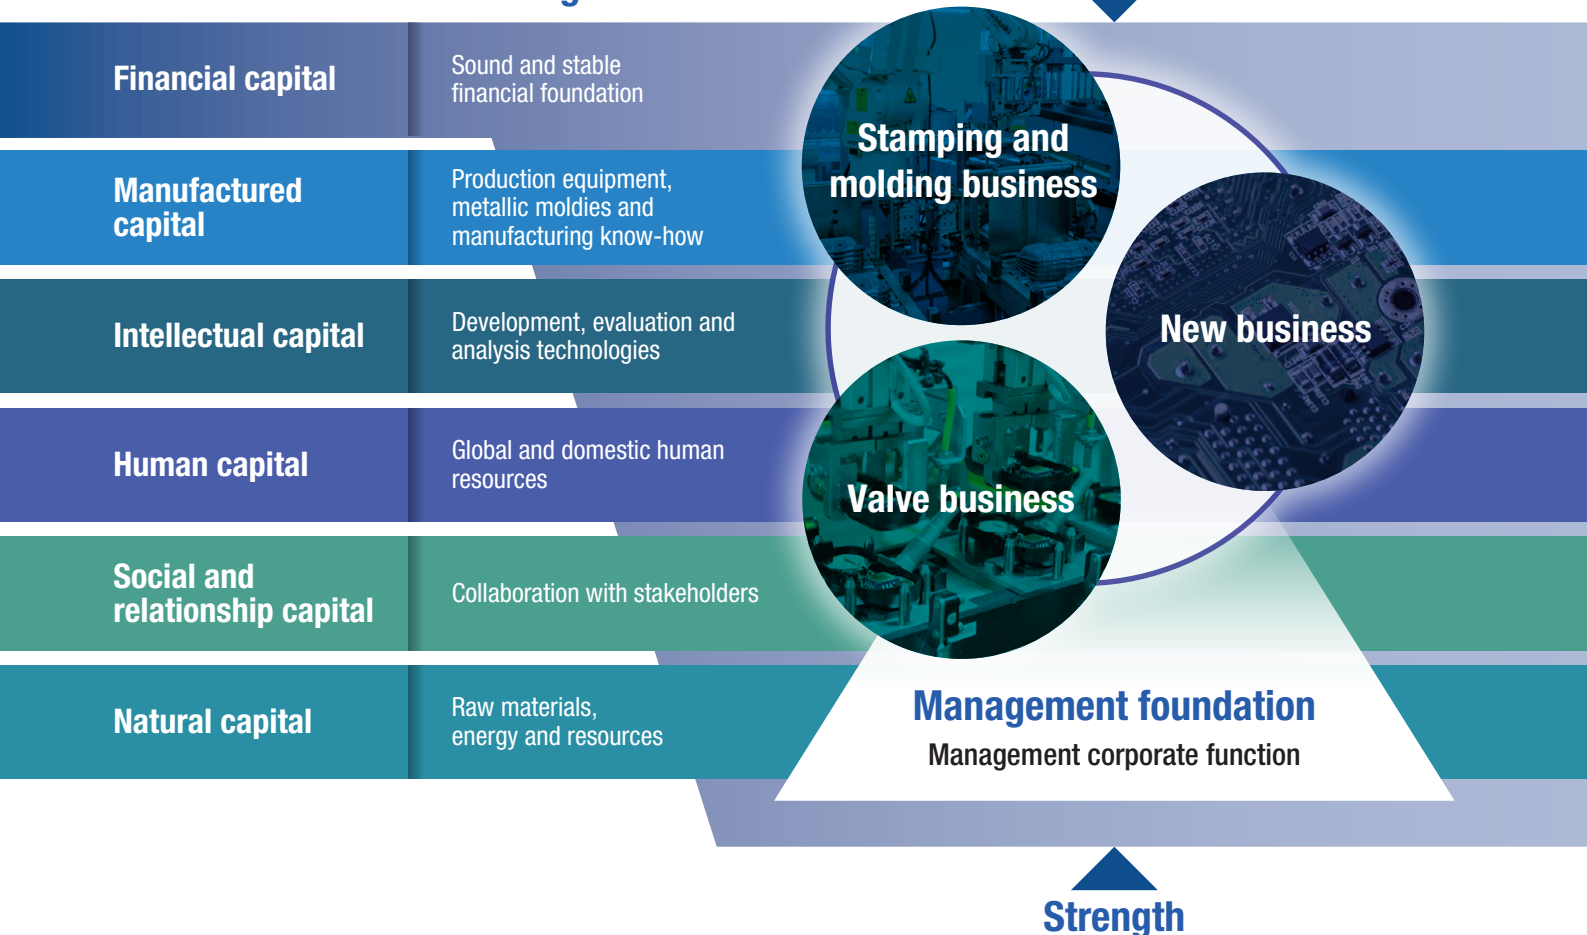 Financial capital
Sound and stable
financial foundation
Manufactured
capital
Production equipment,
metallic moldies and
manufacturing know-how
Intellectual capital
Development, evaluation and
analysis technologies
Human capital
Global and domestic human
resources
Social and
relationship capital
Collaboration with stakeholders
Natural capital
Raw materials,
energy and resources
Stamping and
molding business
New business
Valve business
Management foundation
Management corporate function
Strength